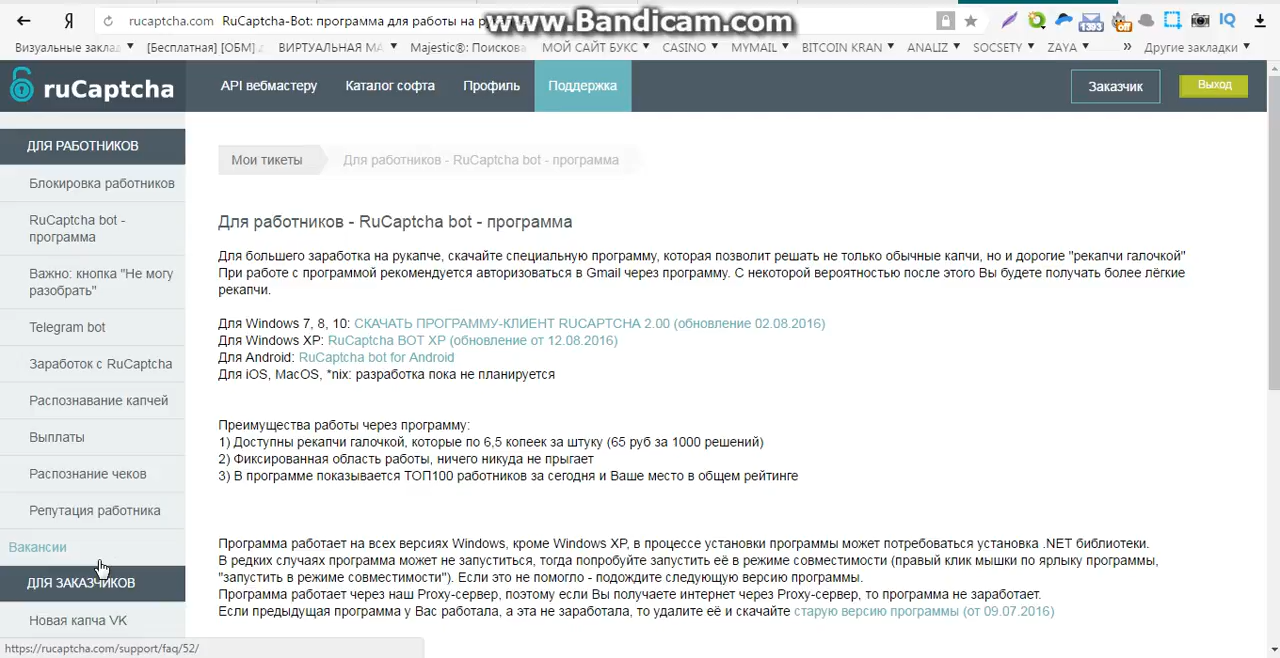 Я
rucaptcha.com RuCaptcha-Bot: программа для работы на р
www.Bandicam.com
1393
off
IQ
Визуальные заклад
[Бесплатная] [ОБМ]
ВИРТУАЛЬНАЯ МА
Majestic®: Поискова
МОЙ САЙТ БУКС
CASINO
MYMAIL
BITCOIN KRAN
ANALIZ
SOCSETY
ZAYA
»
Другие закладки
ruCaptcha
API вебмастеру
Каталог софта
Профиль
Поддержка
Заказчик
Выход
ДЛЯ РАБОТНИКОВ
Блокировка работников
RuCaptcha bot -
программа
Важно: кнопка "Не могу
разобрать"
Telegram bot
Заработок с RuCaptcha
Распознавание капчей
Выплаты
Распознание чеков
Репутация работника
Вакансии
ДЛЯ ЗАКАЗЧИКОВ
Новая капча VK
Мои тикеты
Для работников - RuCaptcha bot - программа
Для работников - RuCaptcha bot - программа
Для большего заработка на рукапче, скачайте специальную программу, которая позволит решать не только обычные капчи, но и дорогие "рекапчи галочкой"
При работе с программой рекомендуется авторизоваться в Gmail через программу. С некоторой вероятностью после этого Вы будете получать более лёгкие
рекапчи.
Для Windows 7, 8, 10: СКАЧАТЬ ПРОГРАММУ-КЛИЕНТ RUCAPTCHA 2.00 (обновление 02.08.2016)
Для Windows XP: RuCaptcha BOT XP (обновление от 12.08.2016)
Для Android: RuCaptcha bot for Android
Для iOS, MacOS, *nix: разработка пока не планируется
Преимущества работы через программу:
1) Доступны рекапчи галочкой, которые по 6,5 копеек за штуку (65 руб за 1000 решений)
2) Фиксированная область работы, ничего никуда не прыгает
3) В программе показывается ТОП100 работников за сегодня и Ваше место в общем рейтинге
Программа работает на всех версиях Windows, кроме Windows XP, в процессе установки программы может потребоваться установка .NET библиотеки.
В редких случаях программа может не запуститься, тогда попробуйте запустить её в режиме совместимости (правый клик мышки по ярлыку программы,
"запустить в режиме совместимости"). Если это не помогло - подождите следующую версию программы.
Программа работает через наш Proxy-сервер, поэтому если Вы получаете интернет через Proxy-сервер, то программа не заработает.
Если предыдущая программа у Вас работала, а эта не заработала, то удалите её и скачайте старую версию программы (от 09.07.2016)
https://rucaptcha.com/support/faq/52/